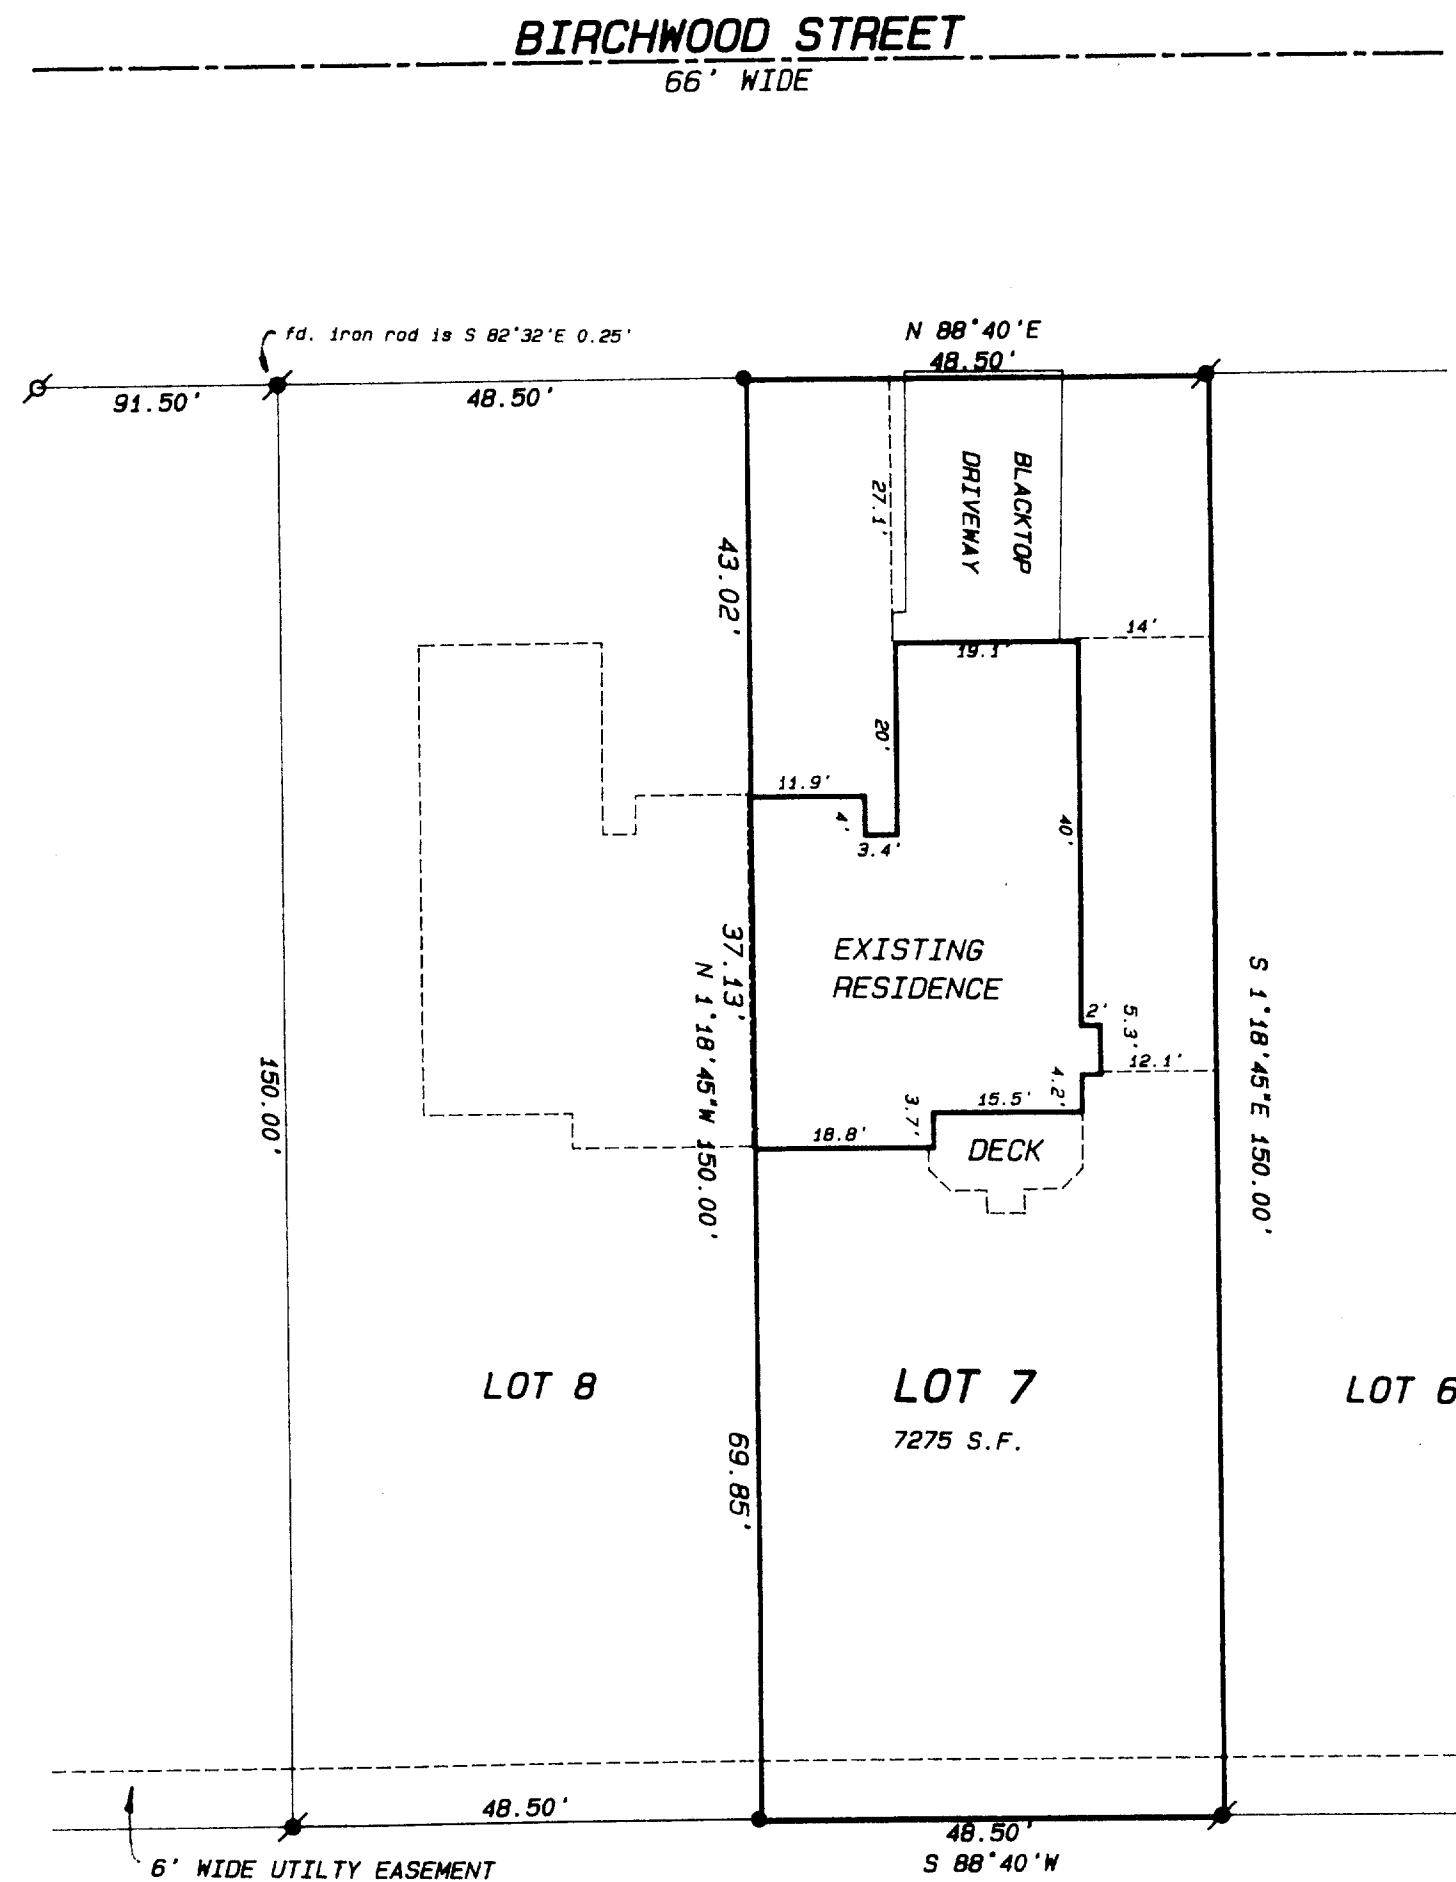 BIRCHWOOD STREET
66' WIDE
fd. iron rod is S 82°32'E 0.25'
N 88°40'E
48.50'
91.50'
48.50'
27.1'
BLACKTOP
DRIVEWAY
43.02'
14'
19.1'
20'
11.9'
4'
3.4'
40'
EXISTING
RESIDENCE
37.13'
N 1°18'45"W 150.00'
S 1°18'45"E 150.00'
2'
5.3'
12.1'
4.2'
15.5'
3.7'
18.8'
DECK
150.00'
LOT 8
LOT 7
7275 S.F.
LOT 6
69.85'
48.50'
48.50'
S 88°40'W
6' WIDE UTILTY EASEMENT